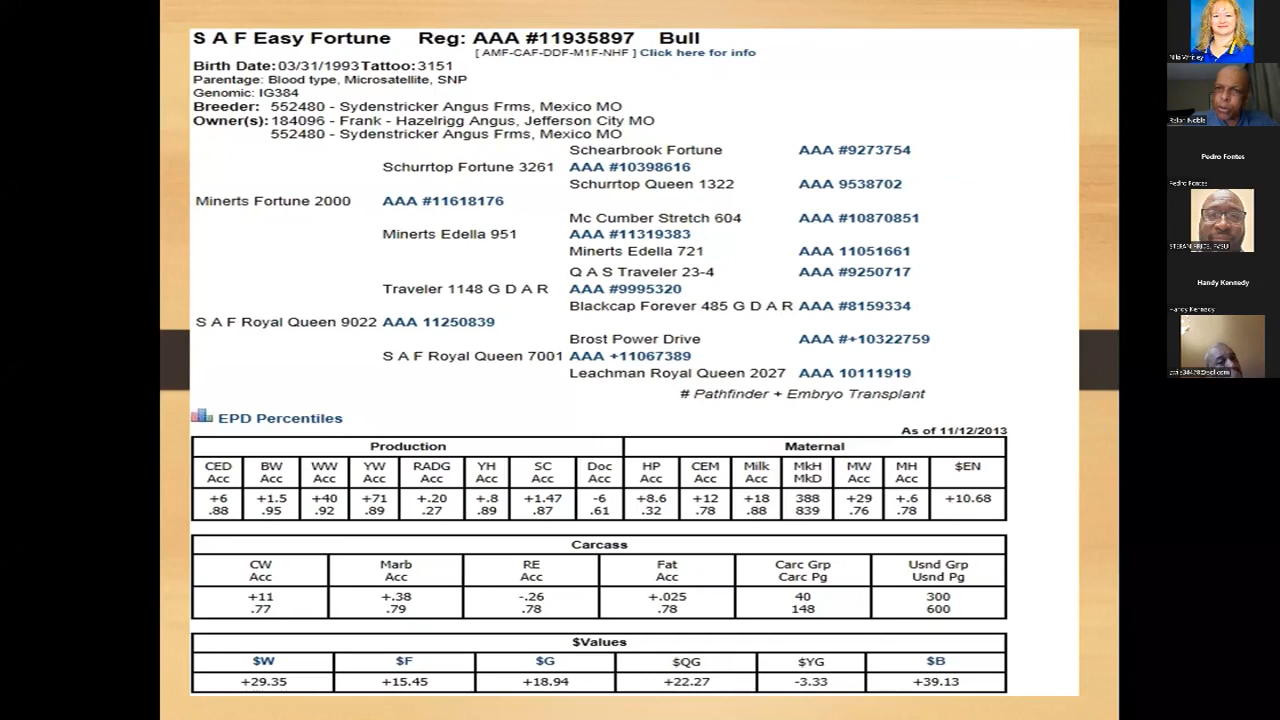 S A F Easy Fortune Reg: AAA #11935897 Bull
[ AMF-CAF-DDF-M1F-NHF ] Click here for info
Birth Date: 03/31/1993 Tattoo: 3151
Parentage: Blood type, Microsatellite, SNP
Genomic: IG384
Breeder: 552480 - Sydenstricker Angus Frms, Mexico MO
Owner(s): 184096 - Frank - Hazelrigg Angus, Jefferson City MO
552480 - Sydenstricker Angus Frms, Mexico MO
Schearbrook Fortune AAA #9273754
Schurrtop Fortune 3261 AAA #10398616
Schurrtop Queen 1322 AAA 9538702
Minerts Fortune 2000 AAA #11618176
Mc Cumber Stretch 604 AAA #10870851
Minerts Edella 951 AAA #11319383
Minerts Edella 721 AAA 11051661
Q A S Traveler 23-4 AAA #9250717
Traveler 1148 G D A R AAA #9995320
Blackcap Forever 485 G D A R AAA #8159334
S A F Royal Queen 9022 AAA 11250839
Brost Power Drive AAA #+10322759
S A F Royal Queen 7001 AAA +11067389
Leachman Royal Queen 2027 AAA 10111919
# Pathfinder + Embryo Transplant
EPD Percentiles
As of 11/12/2013
Production Maternal
CED BW WW YW RADG YH SC Doc HP CEM Milk MkH MW MH $EN
Acc Acc Acc Acc Acc Acc Acc Acc Acc Acc Acc MkD Acc Acc
+6 +1.5 +40 +71 +.20 +.8 +1.47 -6 +8.6 +12 +18 388 +29 +.6 +10.68
.88 .95 .92 .89 .27 .89 .87 .61 .32 .78 .88 839 .76 .78
Carcass
CW Marb RE Fat Carc Grp Usnd Grp
Acc Acc Acc Acc Carc Pg Usnd Pg
+11 +.38 -.26 +.025 40 300
.77 .79 .78 .78 148 600
$Values
$W $F $G $QG $YG $B
+29.35 +15.45 +18.94 +22.27 -3.33 +39.13
Ralph Noble
Pedro Fontes
Pedro Fontes
Handy Kennedy
Handy Kennedy